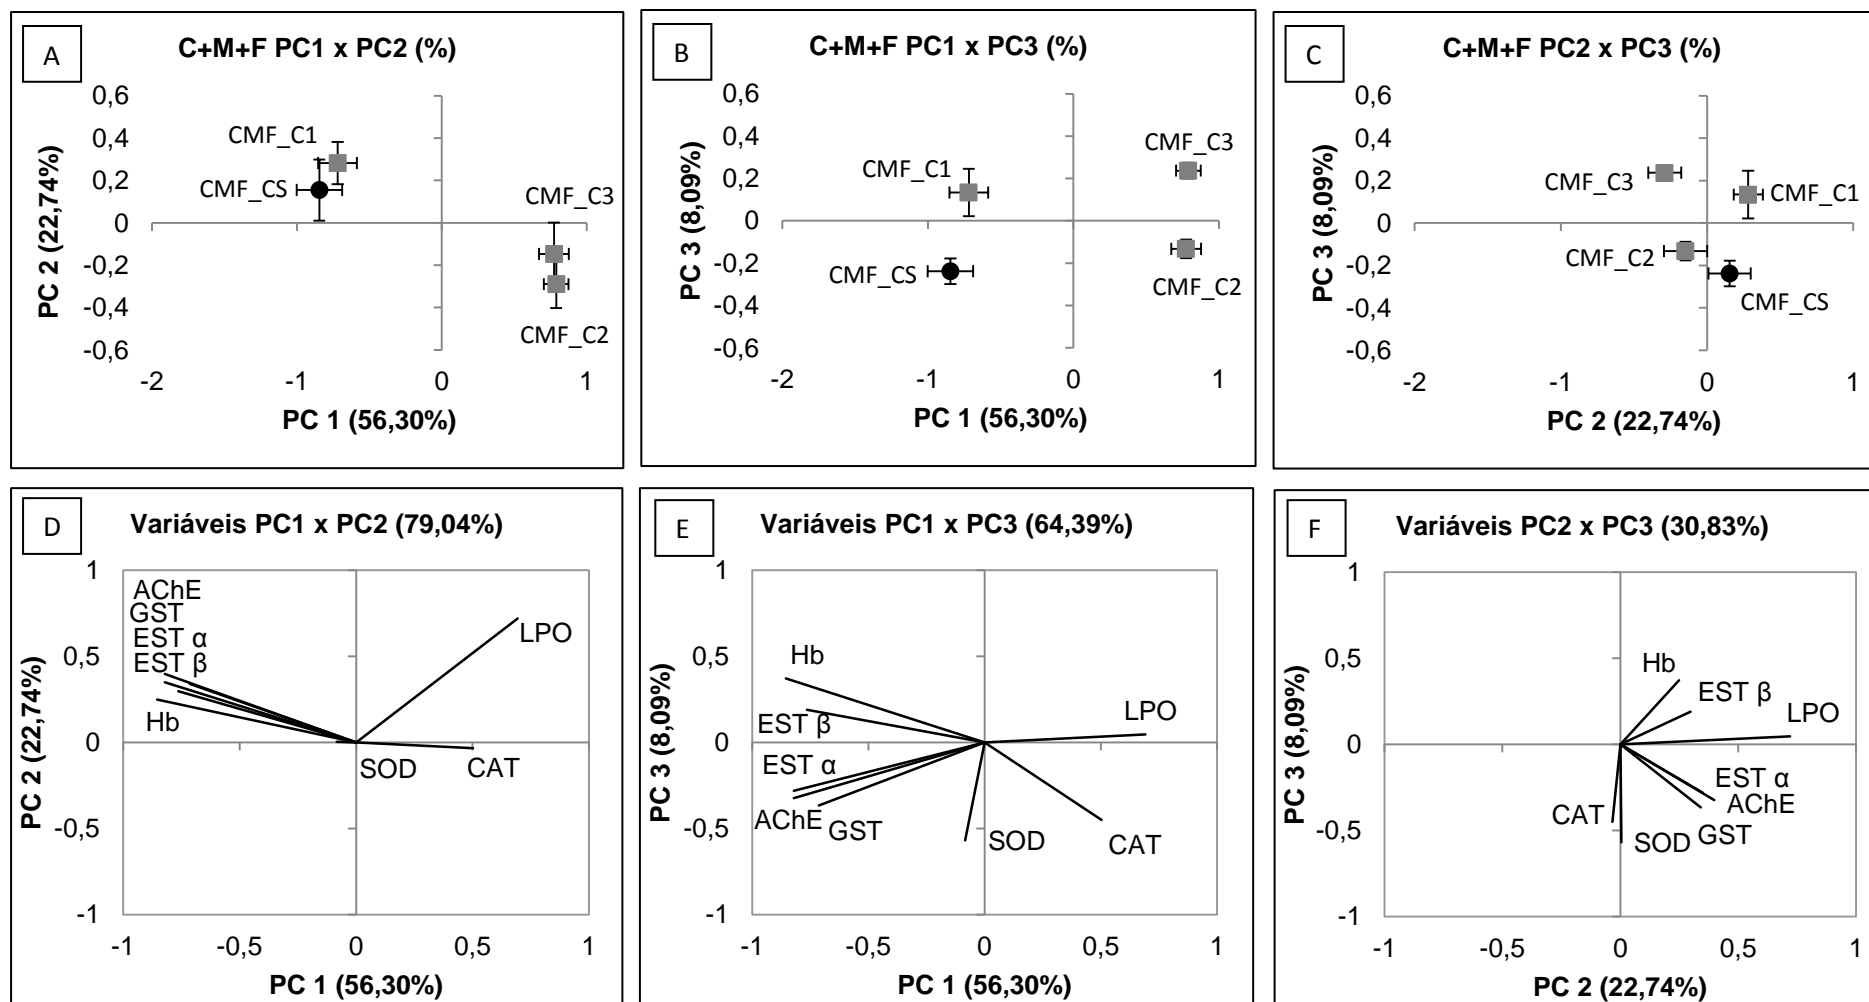 A
C+M+F PC1 x PC2 (%)
PC 2 (22,74%)
0,6
0,4
0,2
0
-0,2
-0,4
-0,6
CMF_C1
CMF_CS
CMF_C3
CMF_C2
-2 -1 0 1
PC 1 (56,30%)
B
C+M+F PC1 x PC3 (%)
PC 3 (8,09%)
0,6
0,4
0,2
0
-0,2
-0,4
-0,6
CMF_C3
CMF_C1
CMF_CS
CMF_C2
-2 -1 0 1
PC 1 (56,30%)
C
C+M+F PC2 x PC3 (%)
PC 3 (8,09%)
0,6
0,4
0,2
0
-0,2
-0,4
-0,6
CMF_C3
CMF_C1
CMF_C2
CMF_CS
-2 -1 0 1
PC 2 (22,74%)
D
Variáveis PC1 x PC2 (79,04%)
PC 2 (22,74%)
1
0,5
0
-0,5
-1
AChE
GST
EST α
EST β
Hb
LPO
SOD
CAT
-1 -0,5 0 0,5 1
PC 1 (56,30%)
E
Variáveis PC1 x PC3 (64,39%)
PC 3 (8,09%)
1
0,5
0
-0,5
-1
Hb
EST β
LPO
EST α
AChE
GST
SOD
CAT
-1 -0,5 0 0,5 1
PC 1 (56,30%)
F
Variáveis PC2 x PC3 (30,83%)
PC 3 (8,09%)
1
0,5
0
-0,5
-1
Hb
EST β
LPO
EST α
AChE
GST
CAT
SOD
-1 -0,5 0 0,5 1
PC 2 (22,74%)